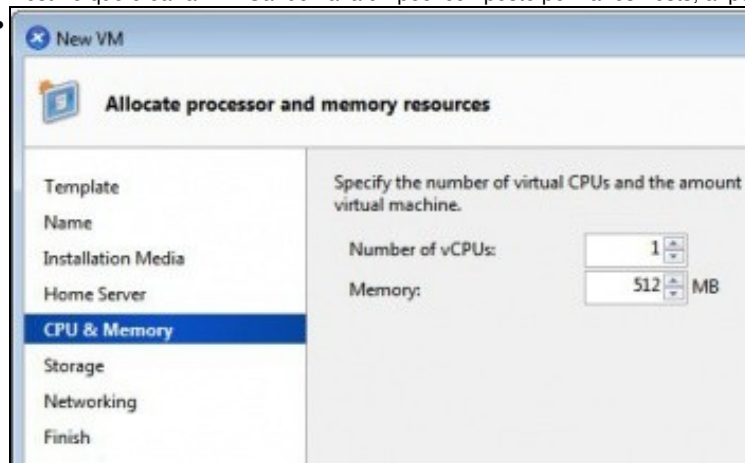 New VM
Allocate processor and memory resources
Template
Name
Installation Media
Home Server
CPU & Memory
Storage
Networking
Finish
Specify the number of virtual CPUs and the amount
virtual machine.
Number of vCPUs: 1
Memory: 512 MB